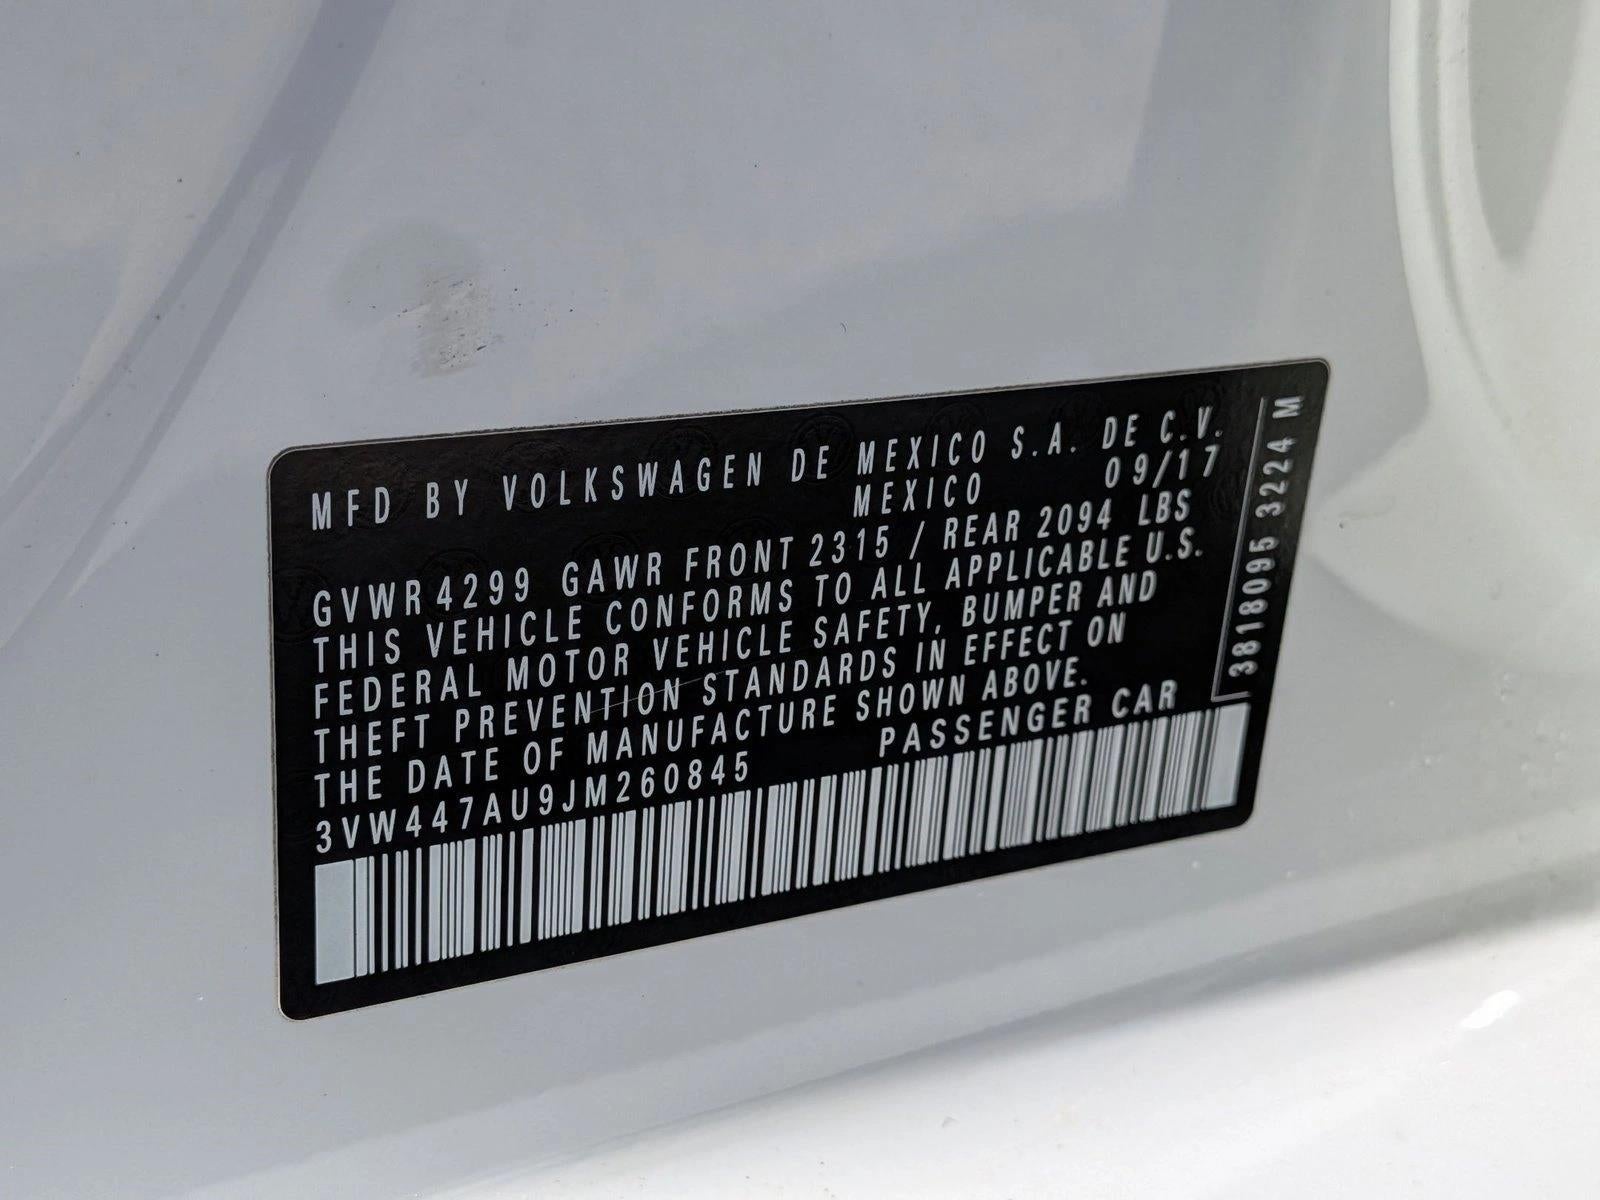 MFD BY VOLKSWAGEN DE MEXICO S.A. DE C.V.
MEXICO 09/17
GVWR 4299 GAWR FRONT 2315 / REAR 2094 LBS
THIS VEHICLE CONFORMS TO ALL APPLICABLE U.S.
FEDERAL MOTOR VEHICLE SAFETY, BUMPER AND
THEFT PREVENTION STANDARDS IN EFFECT ON
THE DATE OF MANUFACTURE SHOWN ABOVE.
3VW447AU9JM260845 PASSENGER CAR
3818095 3224 M